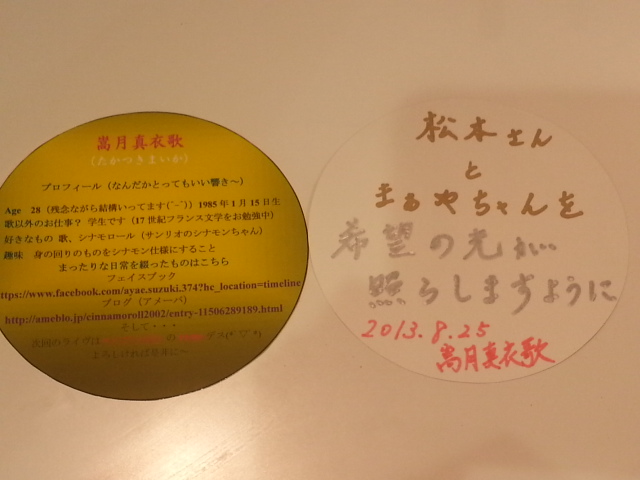 嵩月真衣歌
(たかつきまいか)
プロフィール(なんだかとってもいい響き～)
Age 28(残念ながら結構いってます(´-`)) 1985年1月15日生
歌以外のお仕事? 学生です(17世紀フランス文学をお勉強中)
好きなもの 歌、シナモロール(サンリオのシナモンちゃん)
趣味 身の回りのものをシナモン仕様にすること
まったりな日常を綴ったものはこちら
フェイスブック
ttps://www.facebook.com/ayae.suzuki.374?hc_location=timeline
ブログ(アメーバ)
http://ameblo.jp/cinnamoroll2002/entry-11506289189.html
そして・・・
次回のライヴは
の
デス
よろしければ是非に～
松本さん
と
まるやちゃんを
希望の光が
照らしますように
2013.8.25
嵩月真衣歌